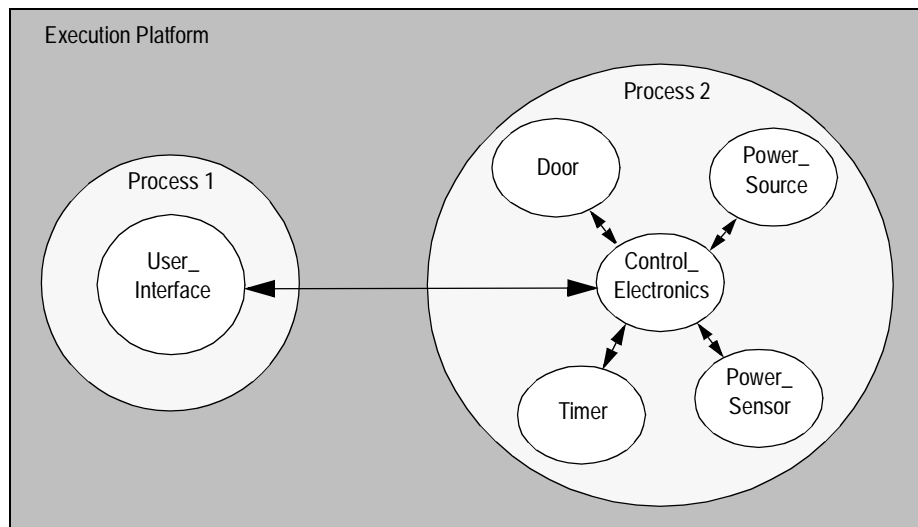 Execution Platform
Process 1
User_
Interface
Process 2
Door
Power_
Source
Control_
Electronics
Timer
Power_
Sensor